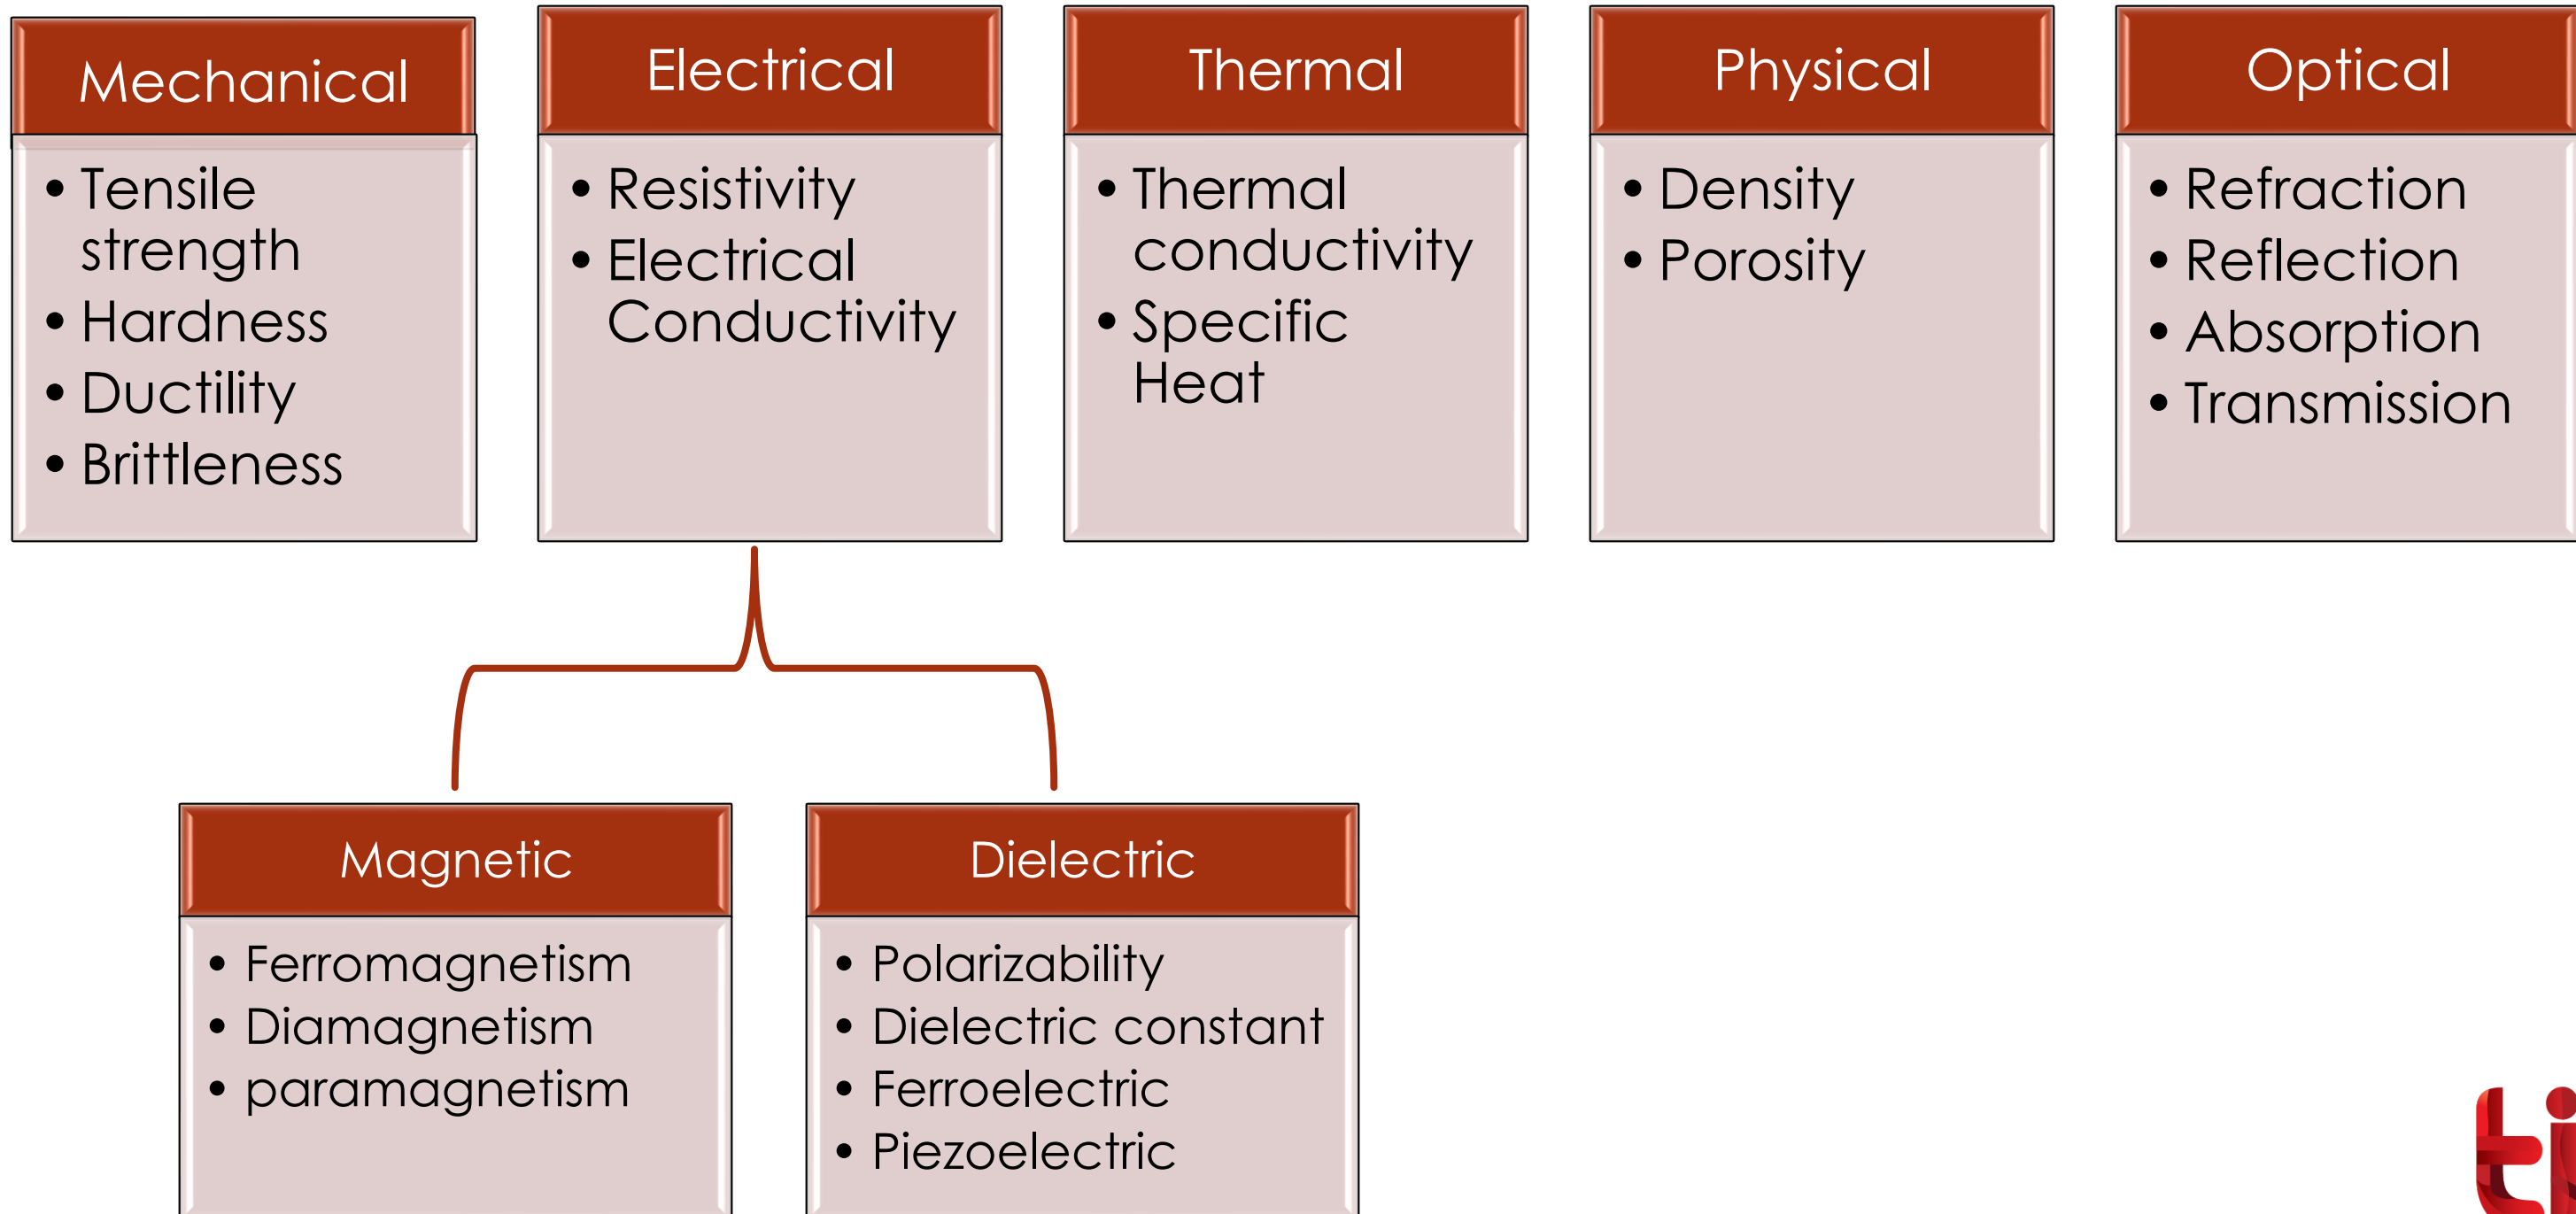 Mechanical
• Tensile
strength
• Hardness
• Ductility
• Brittleness
Electrical
• Resistivity
• Electrical
Conductivity
Thermal
• Thermal
conductivity
• Specific
Heat
Physical
• Density
• Porosity
Optical
• Refraction
• Reflection
• Absorption
• Transmission
Magnetic
• Ferromagnetism
• Diamagnetism
• paramagnetism
Dielectric
• Polarizability
• Dielectric constant
• Ferroelectric
• Piezoelectric
ti